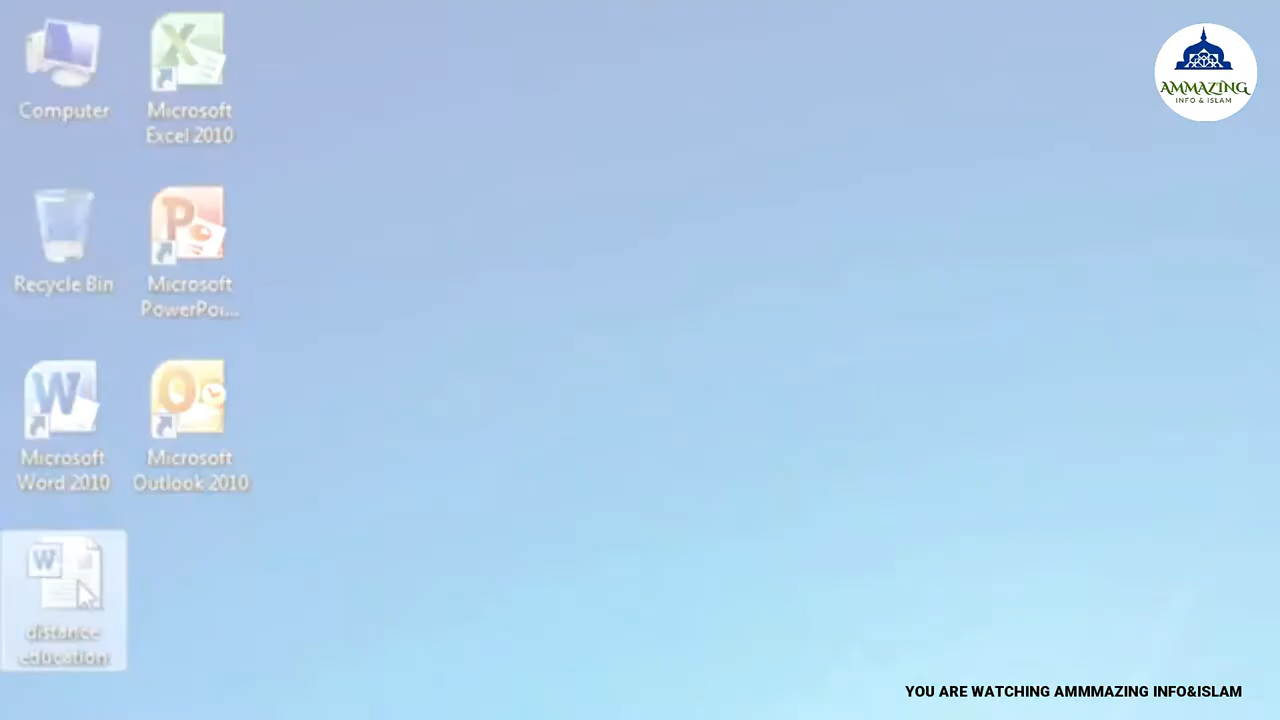 Computer
Microsoft
Excel 2010
AMMAZING
INFO & ISLAM
Recycle Bin
Microsoft
PowerPoi...
Microsoft
Word 2010
Microsoft
Outlook 2010
distance
education
YOU ARE WATCHING AMMMAZING INFO&ISLAM